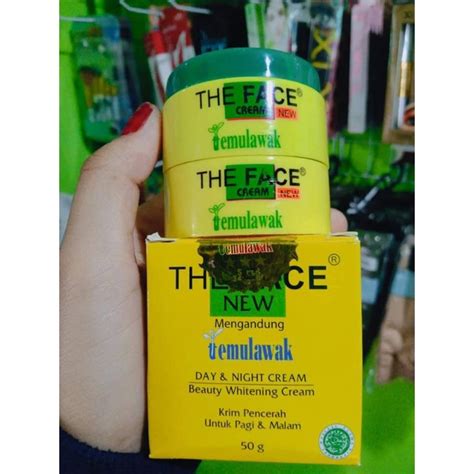 THE FACE®
CREAM NEW
temulawak
THE FACE®
CREAM NEW
temulawak
temulawak
THE FACE®
NEW
Mengandung
temulawak
DAY & NIGHT CREAM
Beauty Whitening Cream
Krim Pencerah
Untuk Pagi & Malam
50 g